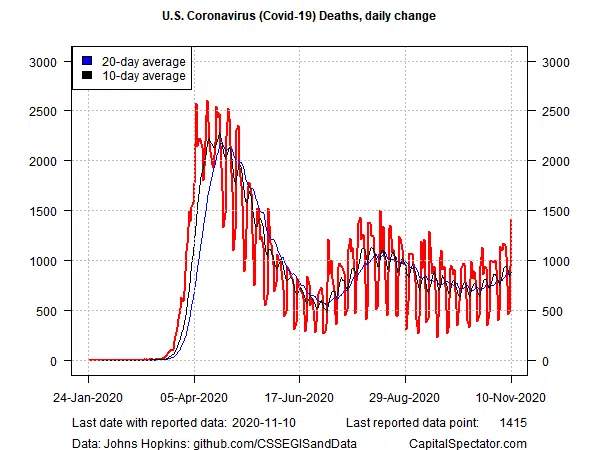 U.S. Coronavirus (Covid-19) Deaths, daily change
20-day average
10-day average
3000 3000
2500 2500
2000 2000
1500 1500
1000 1000
500 500
0 0
24-Jan-2020 05-Apr-2020 17-Jun-2020 29-Aug-2020 10-Nov-2020
Last date with reported data: 2020-11-10 Last reported data point: 1415
Data: Johns Hopkins: github.com/CSSEGISandData CapitalSpectator.com